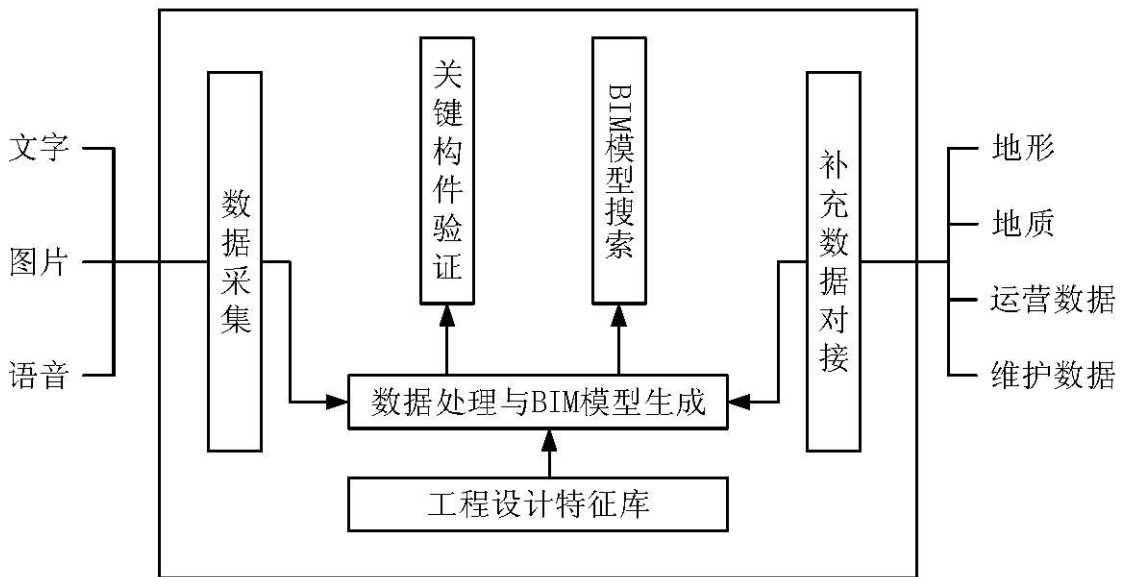 文字
图片
语音
数据采集
关键构件验证
BIM模型搜索
补充数据对接
数据处理与BIM模型生成
工程设计特征库
地形
地质
运营数据
维护数据